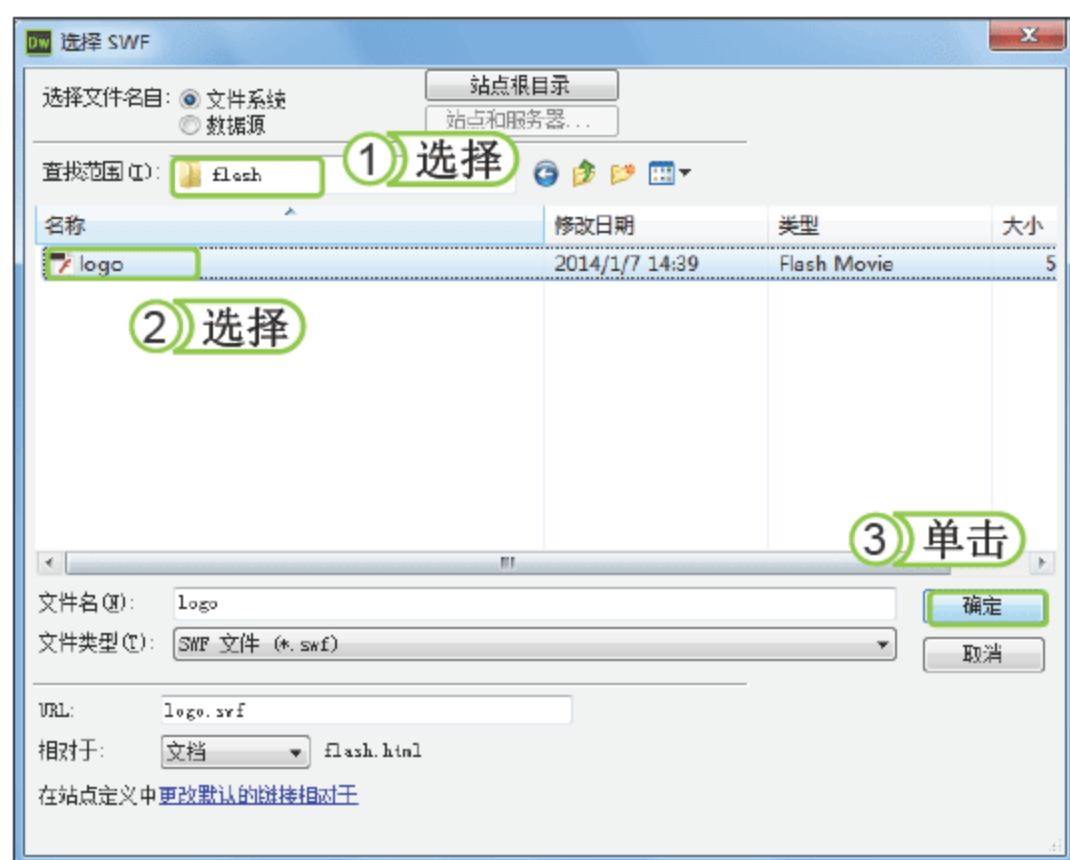 Dw 选择 SWF
选择文件名自: 文件系统 站点根目录
数据源 站点和服务器...
① 选择
查找范围(I): flash
名称 修改日期 类型 大小
logo 2014/1/7 14:39 Flash Movie 5
② 选择
③ 单击
文件名(N): logo 确定
文件类型(T): SWF 文件 (*.swf) 取消
URL: logo.swf
相对于: 文档 flash.html
在站点定义中更改默认的链接相对于